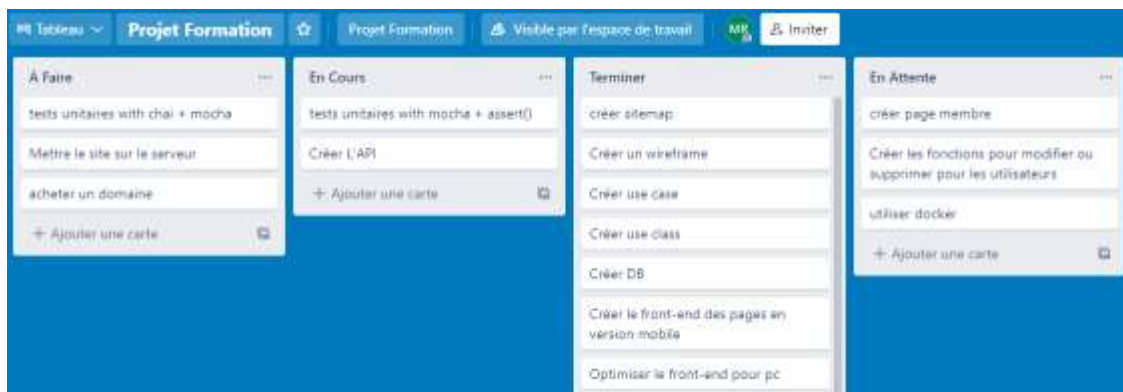 Tableau
Projet Formation
Projet Formation
Visible par l'espace de travail
MR
Inviter
À Faire
tests unitaires with chai + mocha
Mettre le site sur le serveur
acheter un domaine
+ Ajouter une carte
En Cours
tests unitaires with mocha + assert()
Créer L'API
+ Ajouter une carte
Terminer
créer sitemap
Créer un wireframe
Créer use case
Créer use class
Créer DB
Créer le front-end des pages en
version mobile
Optimiser le front-end pour pc
En Attente
créer page membre
Créer les fonctions pour modifier ou
supprimer pour les utilisateurs
utiliser docker
+ Ajouter une carte